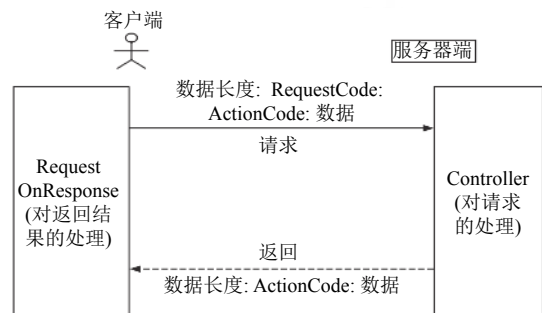 客户端
服务器端
数据长度: RequestCode:
ActionCode: 数据
请求
Request
OnResponse
(对返回结
果的处理)
Controller
(对请求
的处理)
返回
数据长度: ActionCode: 数据